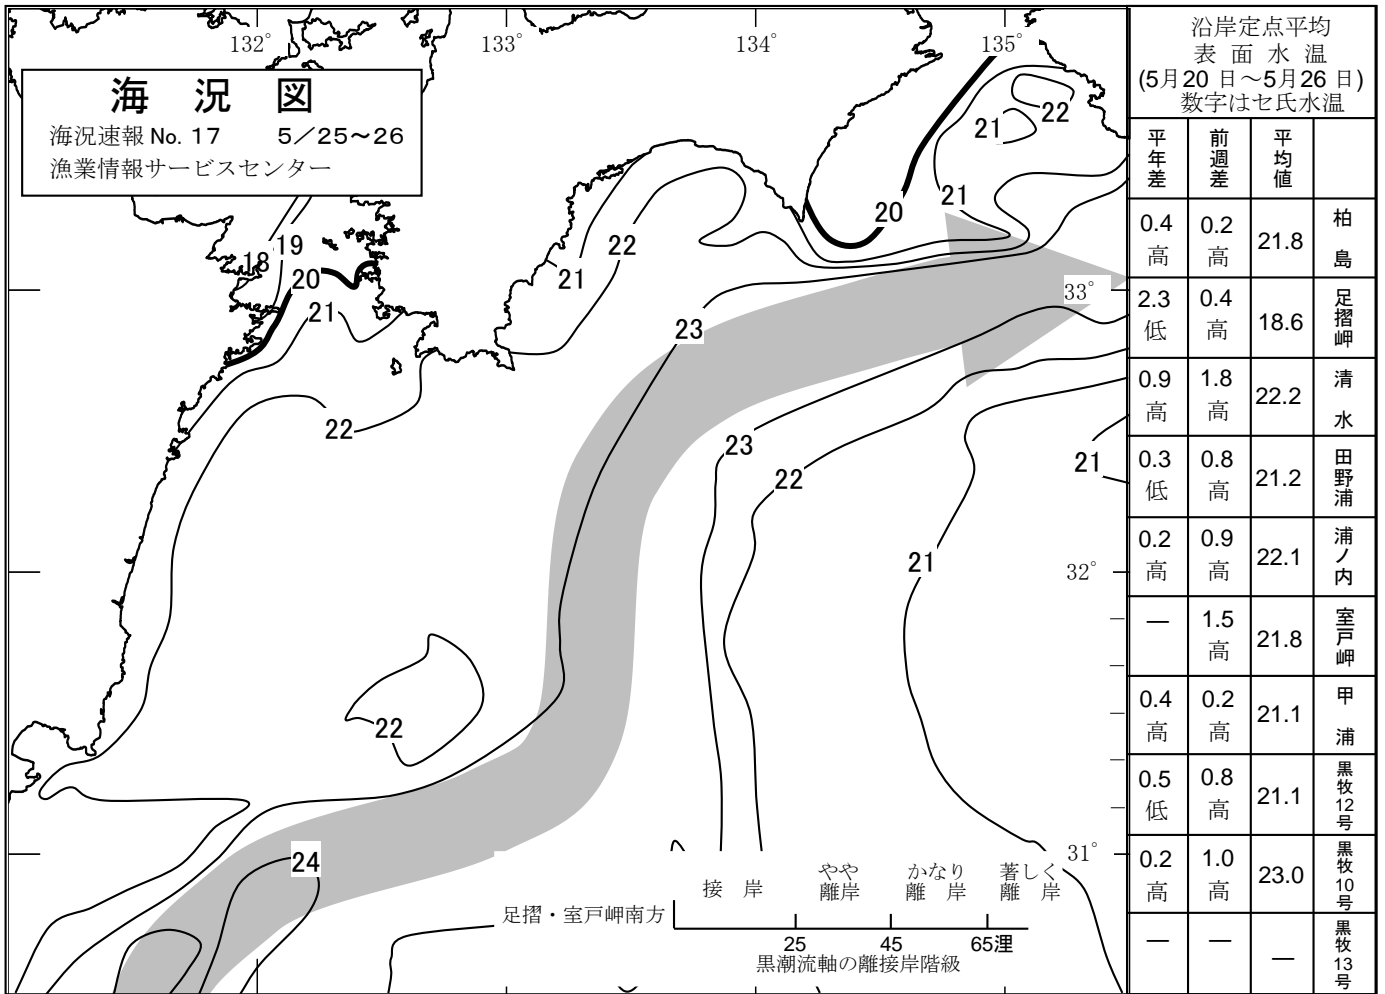 海 況 図
海況速報 No. 17 5／25～26
漁業情報サービスセンター
132°
133°
134°
135°
33°
32°
31°
22
21
21
20
22
21
19
18
20
21
23
22
23
22
21
21
22
24
接 岸
やや
離岸
かなり
離 岸
著しく
離 岸
足摺・室戸岬南方
25 45 65浬
黒潮流軸の離接岸階級
沿岸定点平均
表 面 水 温
(5月20 日～5月26 日)
数字はセ氏水温
平年差 前週差 平均値
0.4高 0.2高 21.8 柏島
2.3低 0.4高 18.6 足摺岬
0.9高 1.8高 22.2 清水
0.3低 0.8高 21.2 田野浦
0.2高 0.9高 22.1 浦ノ内
— 1.5高 21.8 室戸岬
0.4高 0.2高 21.1 甲浦
0.5低 0.8高 21.1 黒牧12号
0.2高 1.0高 23.0 黒牧10号
— — — 黒牧13号